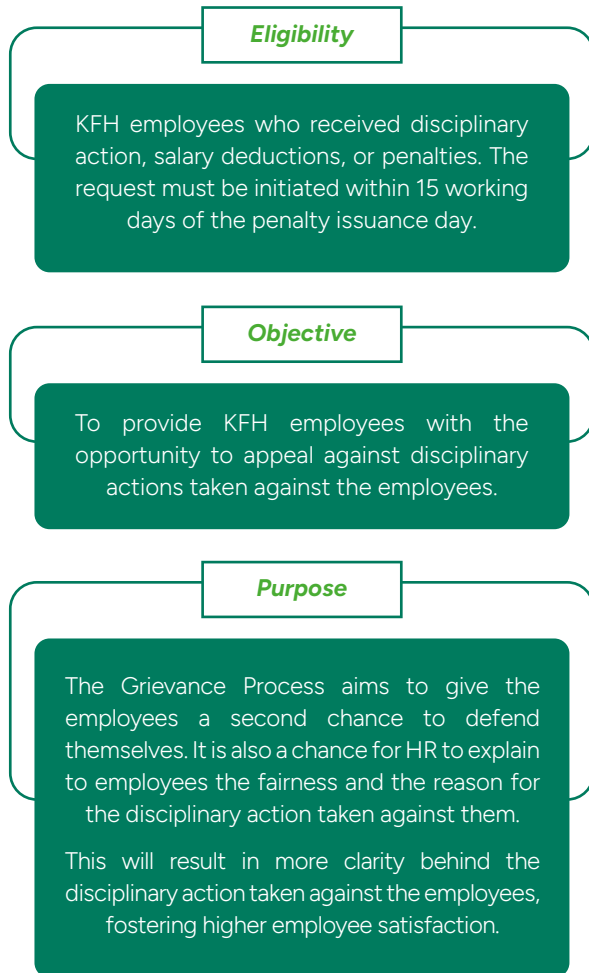 Eligibility
KFH employees who received disciplinary
action, salary deductions, or penalties. The
request must be initiated within 15 working
days of the penalty issuance day.
Objective
To provide KFH employees with the
opportunity to appeal against disciplinary
actions taken against the employees.
Purpose
The Grievance Process aims to give the
employees a second chance to defend
themselves. It is also a chance for HR to explain
to employees the fairness and the reason for
the disciplinary action taken against them.
This will result in more clarity behind the
disciplinary action taken against the employees,
fostering higher employee satisfaction.